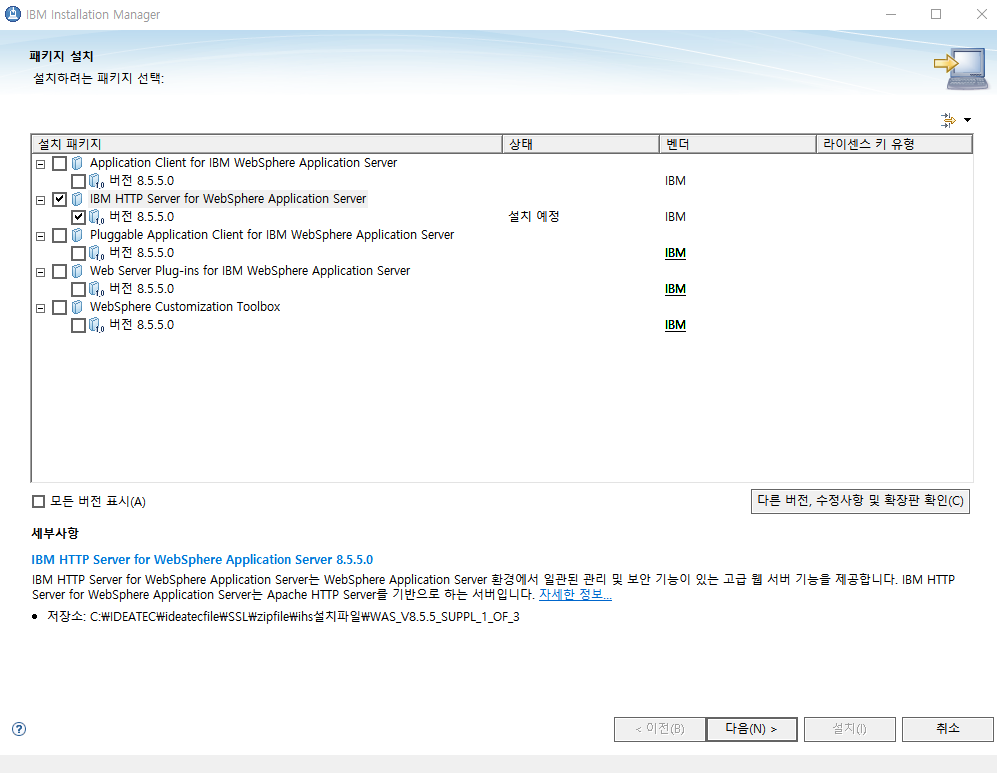 IBM Installation Manager
패키지 설치
설치하려는 패키지 선택:
설치 패키지 상태 벤더 라이센스 키 유형
Application Client for IBM WebSphere Application Server
버전 8.5.5.0 IBM
IBM HTTP Server for WebSphere Application Server
버전 8.5.5.0 설치 예정 IBM
Pluggable Application Client for IBM WebSphere Application Server
버전 8.5.5.0 IBM
Web Server Plug-ins for IBM WebSphere Application Server
버전 8.5.5.0 IBM
WebSphere Customization Toolbox
버전 8.5.5.0 IBM
모든 버전 표시(A) 다른 버전, 수정사항 및 확장판 확인(C)
세부사항
IBM HTTP Server for WebSphere Application Server 8.5.5.0
IBM HTTP Server for WebSphere Application Server는 WebSphere Application Server 환경에서 일관된 관리 및 보안 기능이 있는 고급 웹 서버 기능을 제공합니다. IBM HTTP
Server for WebSphere Application Server는 Apache HTTP Server를 기반으로 하는 서버입니다. 자세한 정보...
• 저장소: C:₩IDEATEC₩ideatecfile₩SSL₩zipfile₩ihs설치파일₩WAS_V8.5.5_SUPPL_1_OF_3
< 이전(B) 다음(N) > 설치(I) 취소